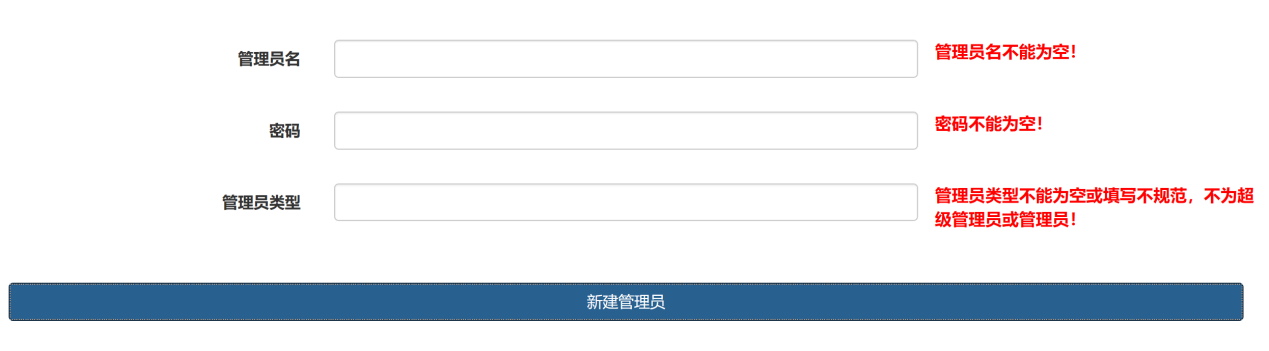 管理员名
管理员名不能为空！
密码
密码不能为空！
管理员类型
管理员类型不能为空或填写不规范，不为超
级管理员或管理员！
新建管理员